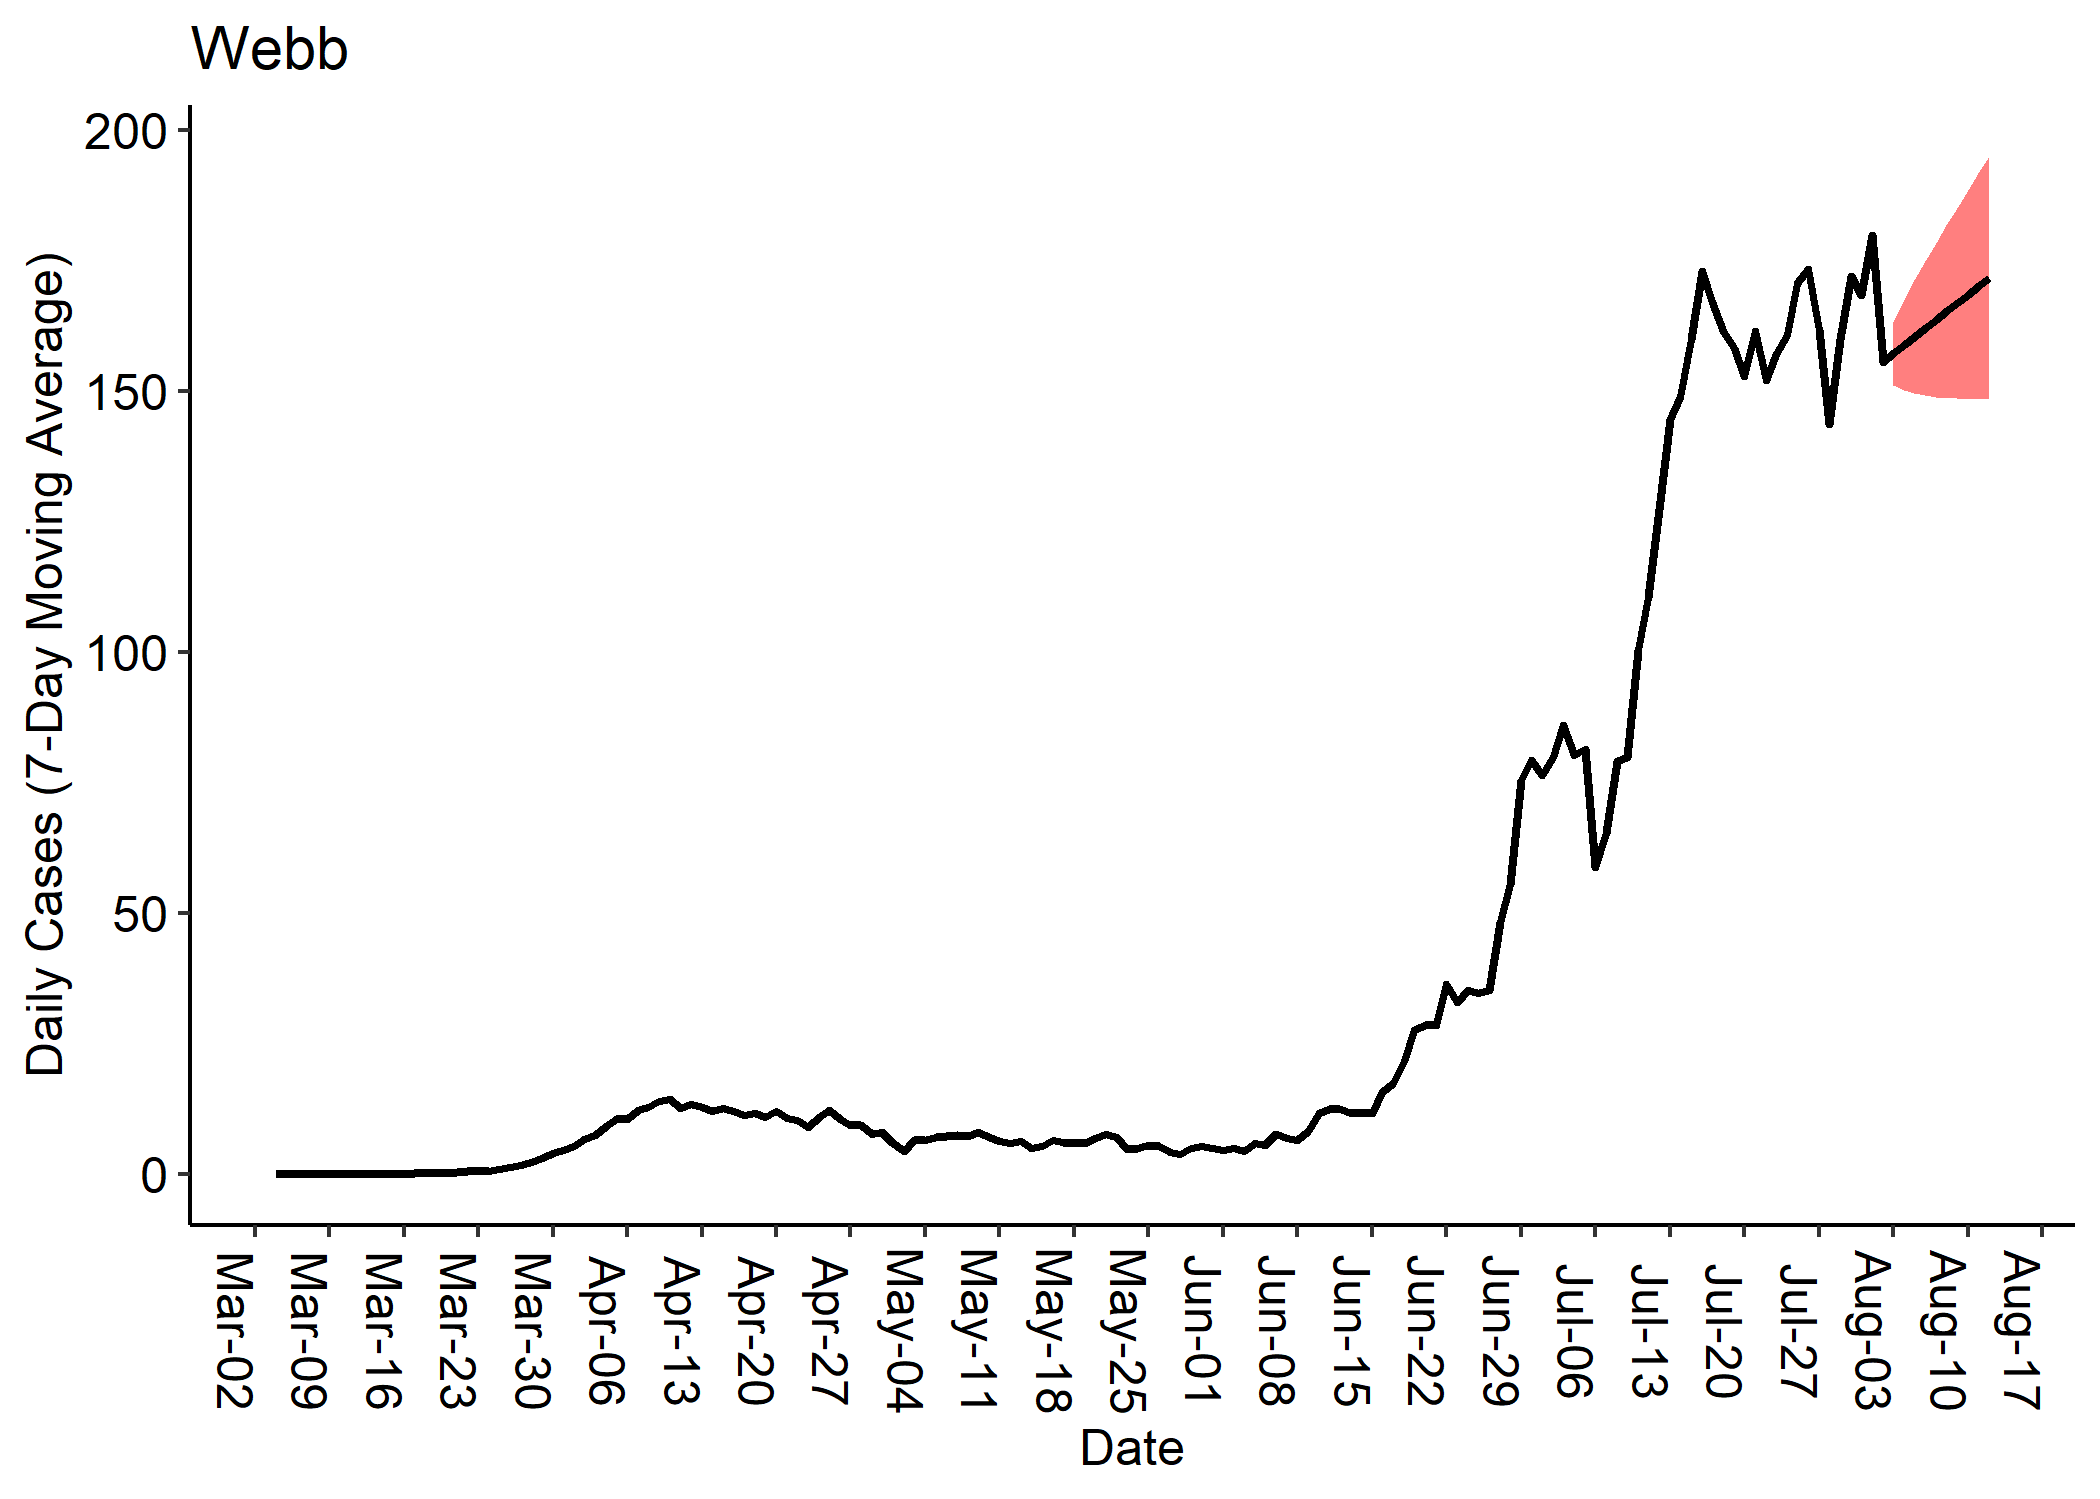 Webb
Daily Cases (7-Day Moving Average)
200
150
100
50
0
Mar-02
Mar-09
Mar-16
Mar-23
Mar-30
Apr-06
Apr-13
Apr-20
Apr-27
May-04
May-11
May-18
May-25
Jun-01
Jun-08
Jun-15
Jun-22
Jun-29
Jul-06
Jul-13
Jul-20
Jul-27
Aug-03
Aug-10
Aug-17
Date